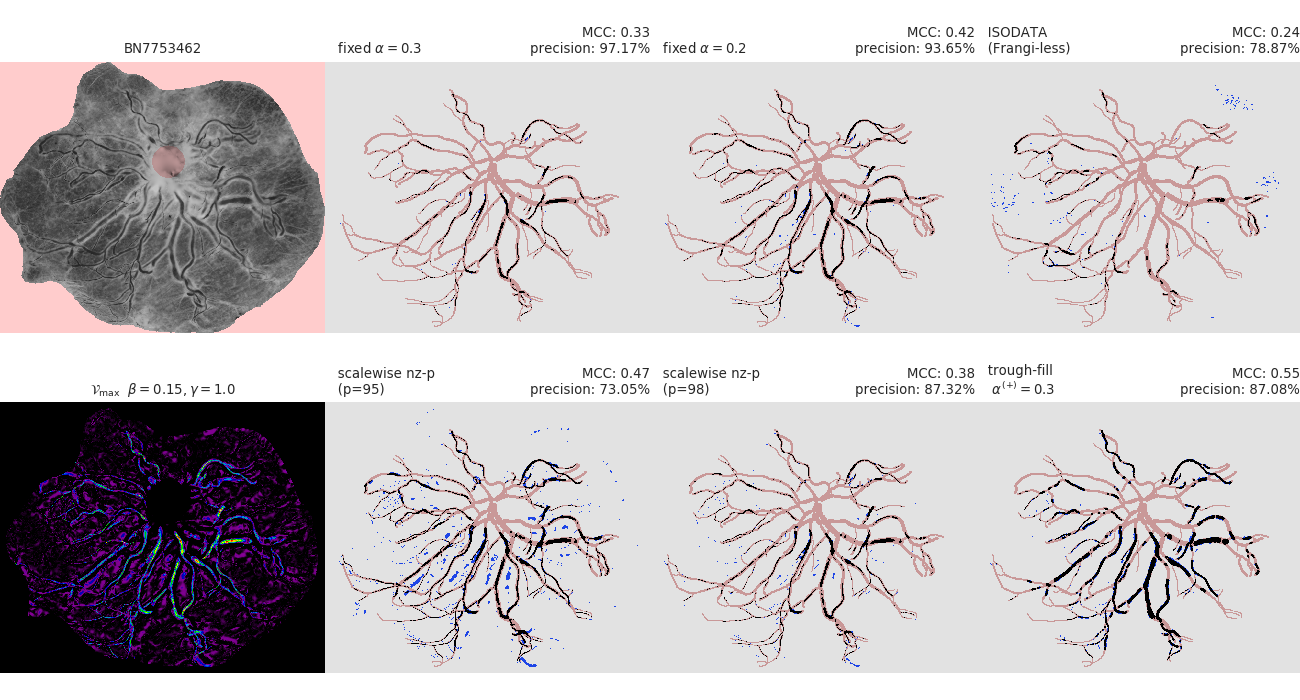 BN7753462
fixed α = 0.3
MCC: 0.33
precision: 97.17%
fixed α = 0.2
MCC: 0.42
precision: 93.65%
ISODATA
(Frangi-less)
MCC: 0.24
precision: 78.87%
𝒱max β = 0.15, γ = 1.0
scalewise nz-p
(p=95)
MCC: 0.47
precision: 73.05%
scalewise nz-p
(p=98)
MCC: 0.38
precision: 87.32%
trough-fill
α(+) = 0.3
MCC: 0.55
precision: 87.08%